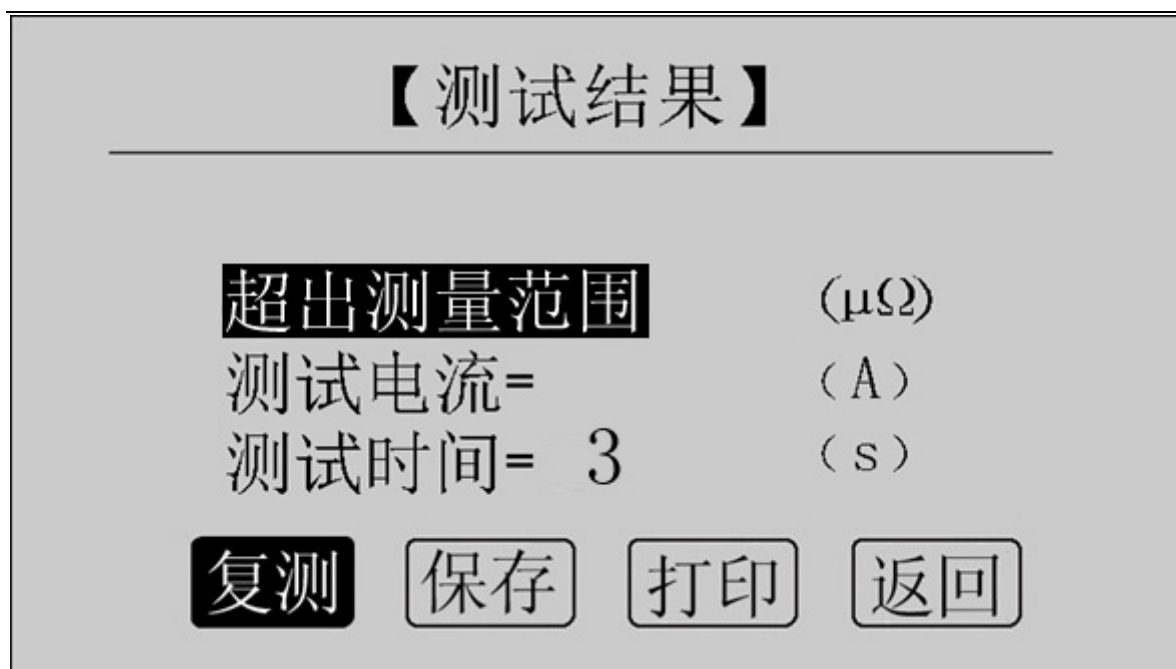 【测试结果】
超出测量范围 (μΩ)
测试电流= （A）
测试时间= 3 （s）
复测 保存 打印 返回